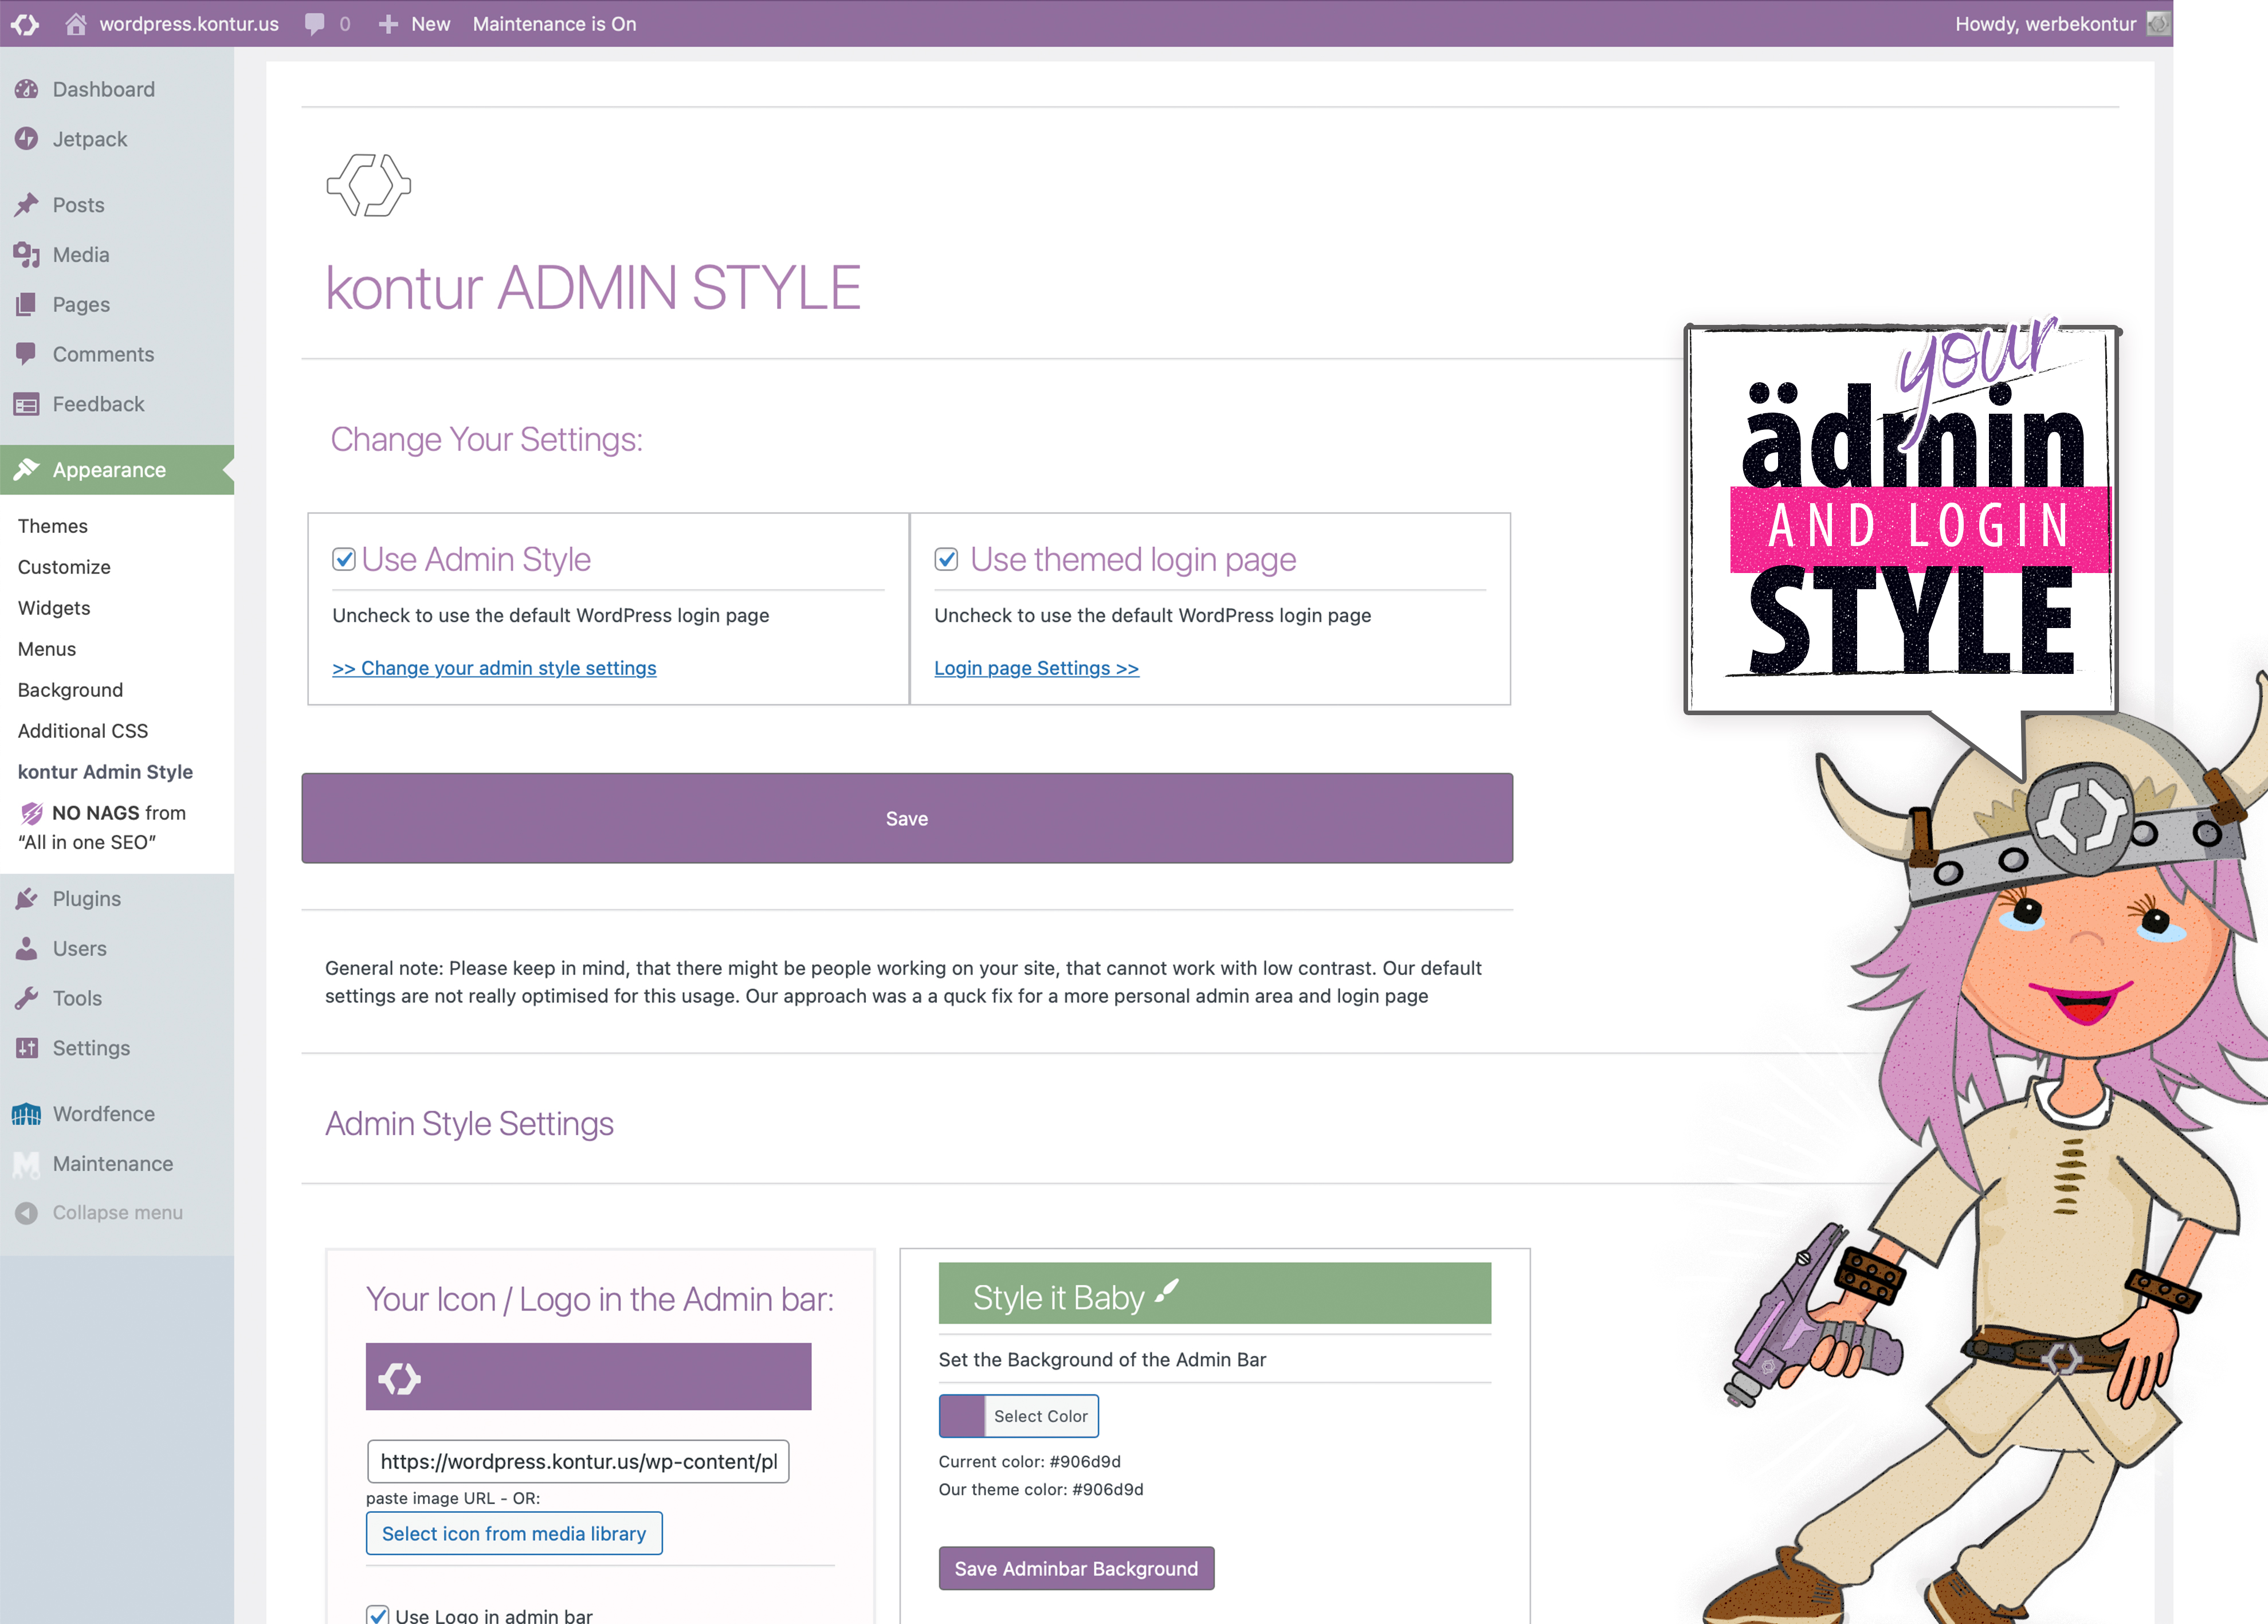 wordpress.kontur.us 0 New Maintenance is On Howdy, werbekontur
Dashboard
Jetpack
Posts
Media
Pages
Comments
Feedback
Appearance
Themes
Customize
Widgets
Menus
Background
Additional CSS
kontur Admin Style
NO NAGS from
“All in one SEO”
Plugins
Users
Tools
Settings
Wordfence
Maintenance
Collapse menu
kontur ADMIN STYLE
Change Your Settings:
Use Admin Style
Uncheck to use the default WordPress login page
>> Change your admin style settings
Use themed login page
Uncheck to use the default WordPress login page
Login page Settings >>
Save
General note: Please keep in mind, that there might be people working on your site, that cannot work with low contrast. Our default
settings are not really optimised for this usage. Our approach was a a quck fix for a more personal admin area and login page
Admin Style Settings
Your Icon / Logo in the Admin bar:
https://wordpress.kontur.us/wp-content/pl
paste image URL - OR:
Select icon from media library
Use Logo in admin bar
Style it Baby
Set the Background of the Admin Bar
Select Color
Current color: #906d9d
Our theme color: #906d9d
Save Adminbar Background
your
ädmin
AND LOGIN
STYLE